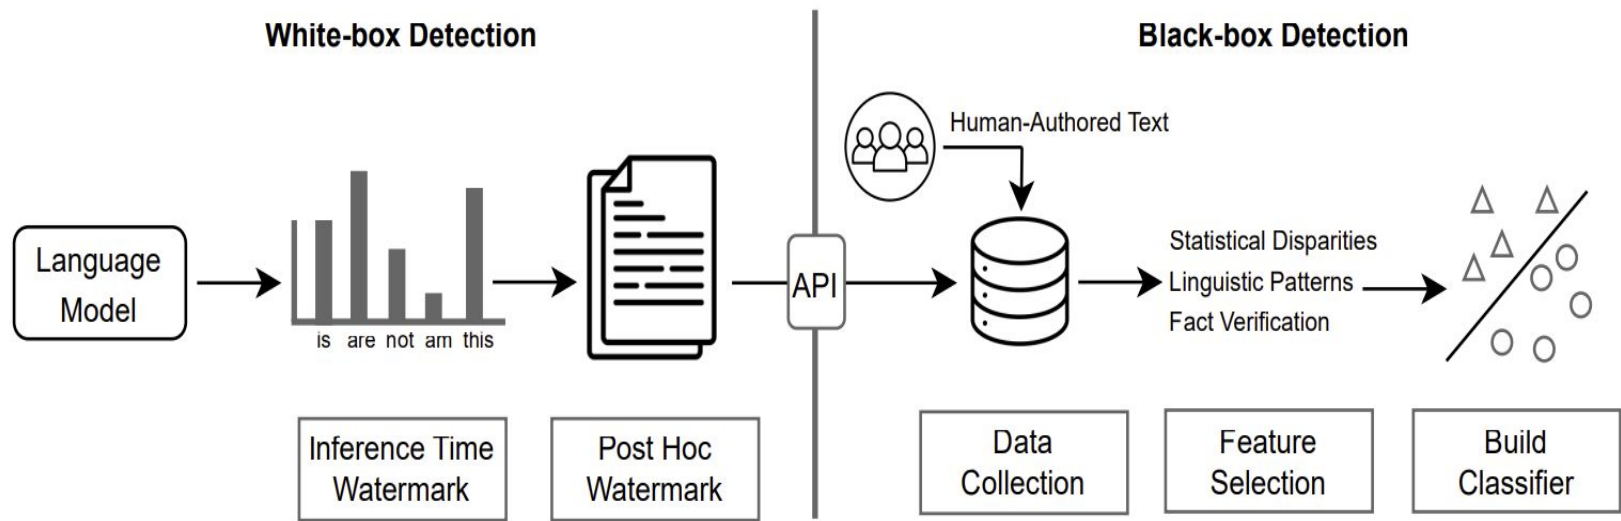 White-box Detection
Black-box Detection
Human-Authored Text
Language
Model
is are not am this
API
Statistical Disparities
Linguistic Patterns
Fact Verification
Inference Time
Watermark
Post Hoc
Watermark
Data
Collection
Feature
Selection
Build
Classifier